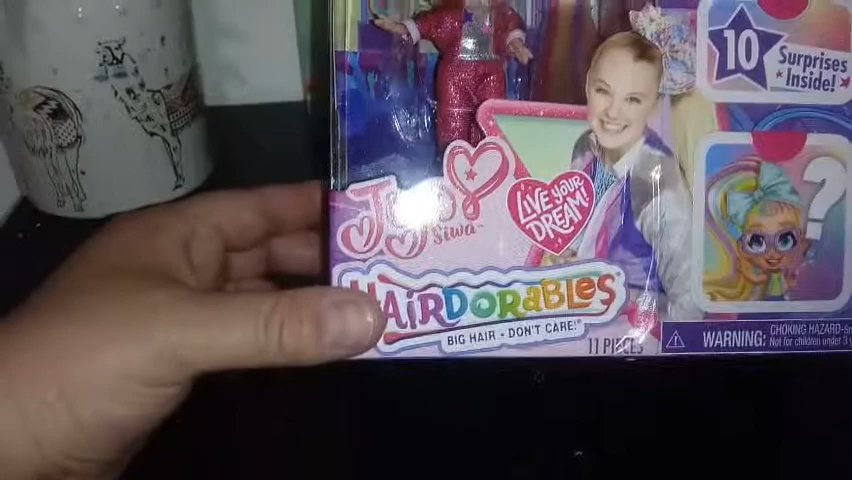 10
Surprises
Inside!
JoJo
Siwa™
LIVE YOUR
DREAM!
?
HAIRDORABLES
BIG HAIR • DON'T CARE!
11 PIECES
WARNING: CHOKING HAZARD
Not for children under 3